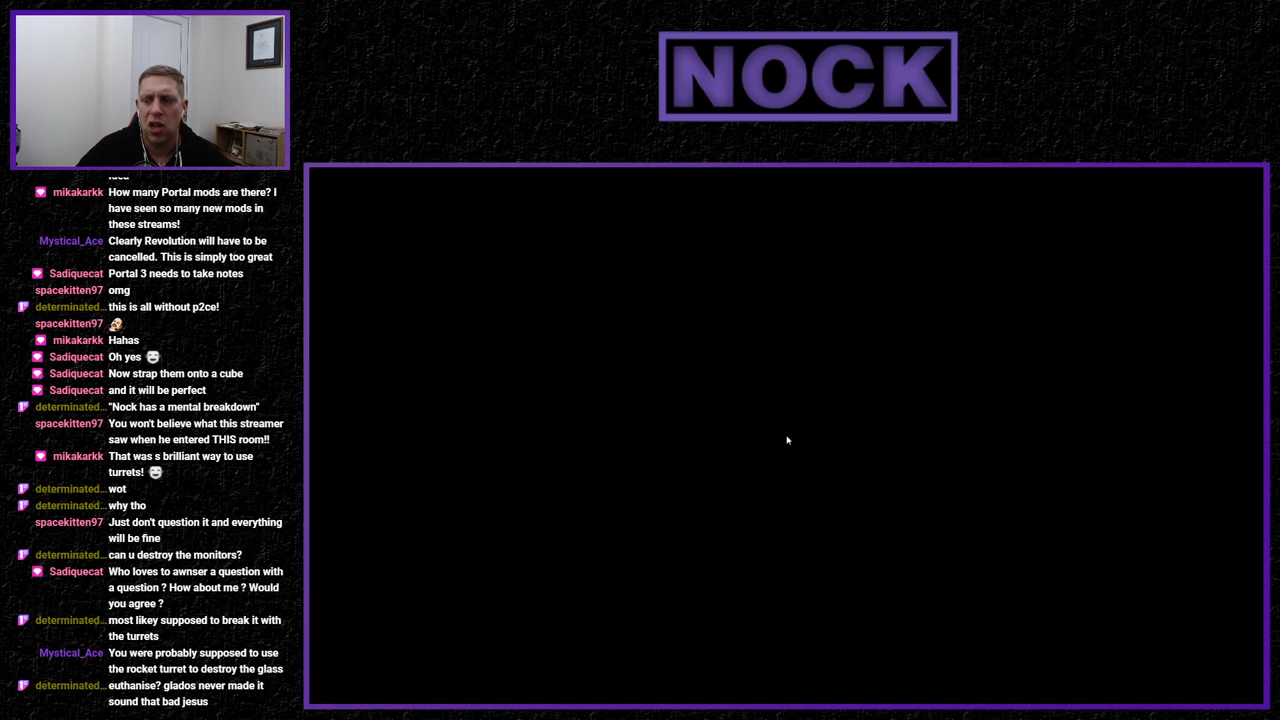 NOCK
mikakarkk How many Portal mods are there? I
have seen so many new mods in
these streams!
Mystical_Ace Clearly Revolution will have to be
cancelled. This is simply too great
Sadiquecat Portal 3 needs to take notes
spacekitten97 omg
determinated... this is all without p2ce!
spacekitten97
mikakarkk Hahas
Sadiquecat Oh yes
Sadiquecat Now strap them onto a cube
Sadiquecat and it will be perfect
determinated... "Nock has a mental breakdown"
spacekitten97 You won't believe what this streamer
saw when he entered THIS room!!
mikakarkk That was s brilliant way to use
turrets!
determinated... wot
determinated... why tho
spacekitten97 Just don't question it and everything
will be fine
determinated... can u destroy the monitors?
Sadiquecat Who loves to awnser a question with
a question ? How about me ? Would
you agree ?
determinated... most likey supposed to break it with
the turrets
Mystical_Ace You were probably supposed to use
the rocket turret to destroy the glass
determinated... euthanise? glados never made it
sound that bad jesus